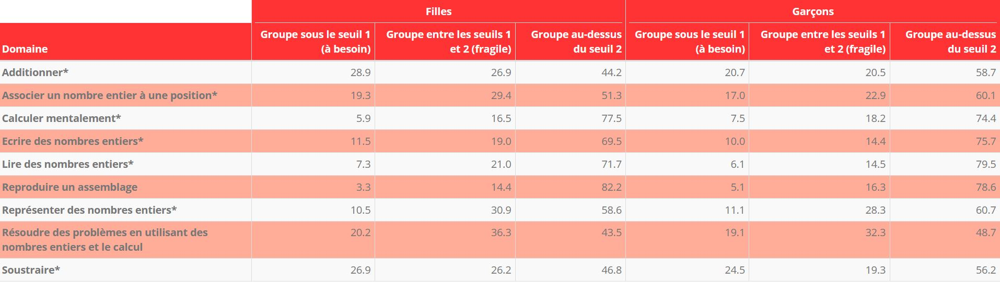 Filles Garçons
Groupe sous le seuil 1 Groupe entre les seuils 1 Groupe au-dessus Groupe sous le seuil 1 Groupe entre les seuils 1 Groupe au-dessus
Domaine (à besoin) et 2 (fragile) du seuil 2 (à besoin) et 2 (fragile) du seuil 2
Additionner* 28.9 26.9 44.2 20.7 20.5 58.7
Associer un nombre entier à une position* 19.3 29.4 51.3 17.0 22.9 60.1
Calculer mentalement* 5.9 16.5 77.5 7.5 18.2 74.4
Ecrire des nombres entiers* 11.5 19.0 69.5 10.0 14.4 75.7
Lire des nombres entiers* 7.3 21.0 71.7 6.1 14.5 79.5
Reproduire un assemblage 3.3 14.4 82.2 5.1 16.3 78.6
Représenter des nombres entiers* 10.5 30.9 58.6 11.1 28.3 60.7
Résoudre des problèmes en utilisant des 20.2 36.3 43.5 19.1 32.3 48.7
nombres entiers et le calcul
Soustraire* 26.9 26.2 46.8 24.5 19.3 56.2